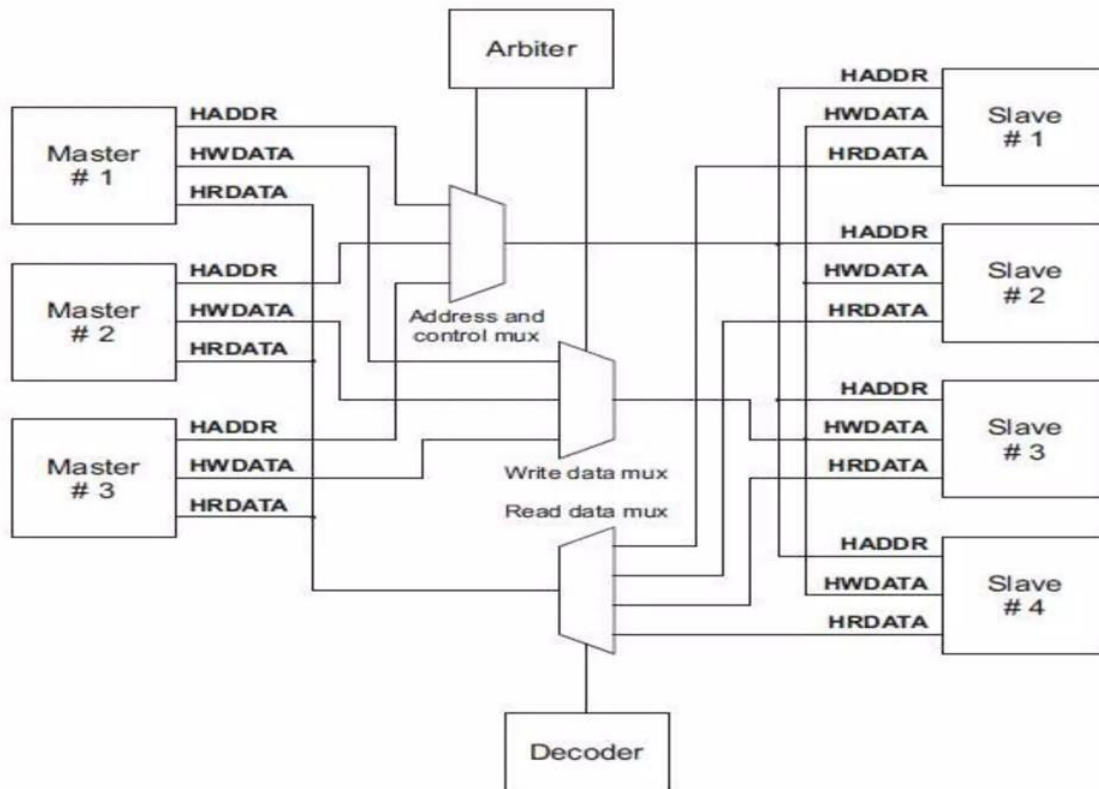 Arbiter
Master
# 1
HADDR
HWDATA
HRDATA
Master
# 2
HADDR
HWDATA
HRDATA
Master
# 3
HADDR
HWDATA
HRDATA
Address and
control mux
Write data mux
Read data mux
Decoder
HADDR
HWDATA
HRDATA
Slave
# 1
HADDR
HWDATA
HRDATA
Slave
# 2
HADDR
HWDATA
HRDATA
Slave
# 3
HADDR
HWDATA
HRDATA
Slave
# 4